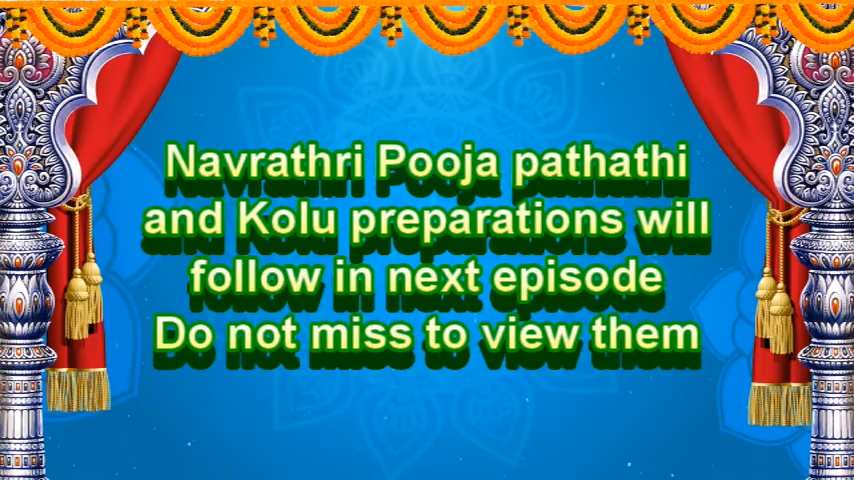 Navrathri Pooja pathathi
and Kolu preparations will
follow in next episode
Do not miss to view them